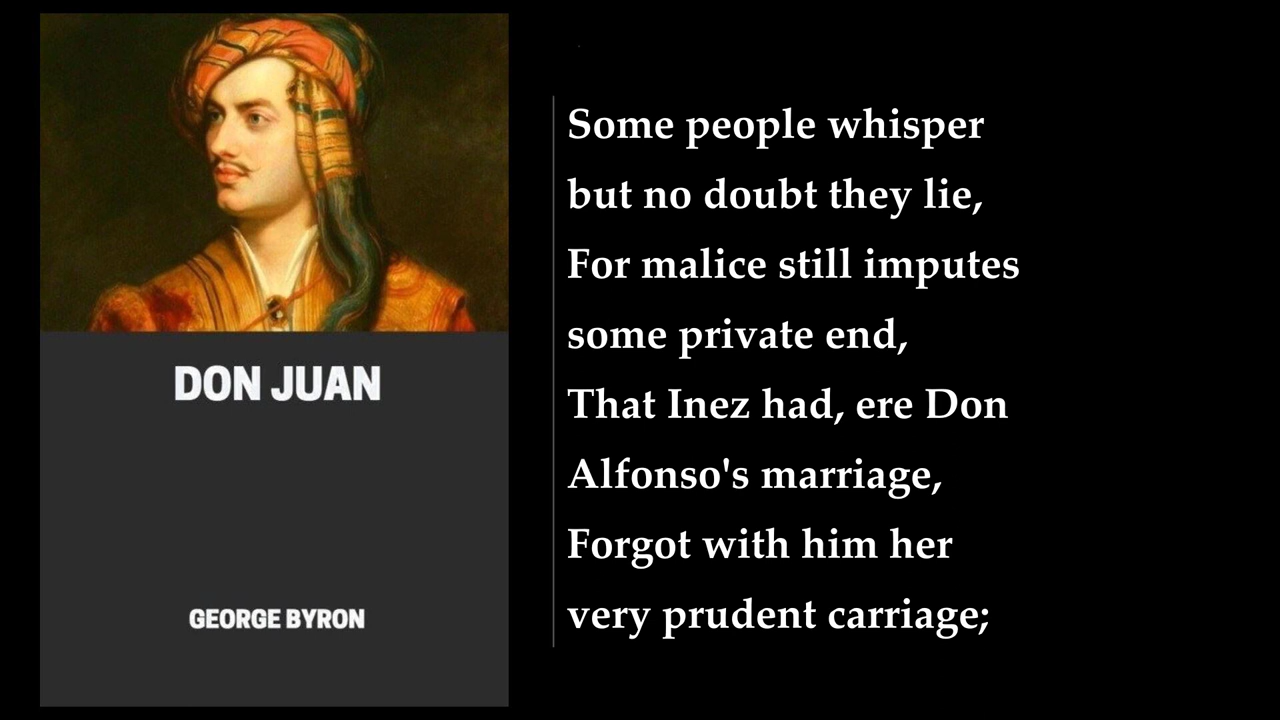 DON JUAN
GEORGE BYRON
Some people whisper
but no doubt they lie,
For malice still imputes
some private end,
That Inez had, ere Don
Alfonso's marriage,
Forgot with him her
very prudent carriage;